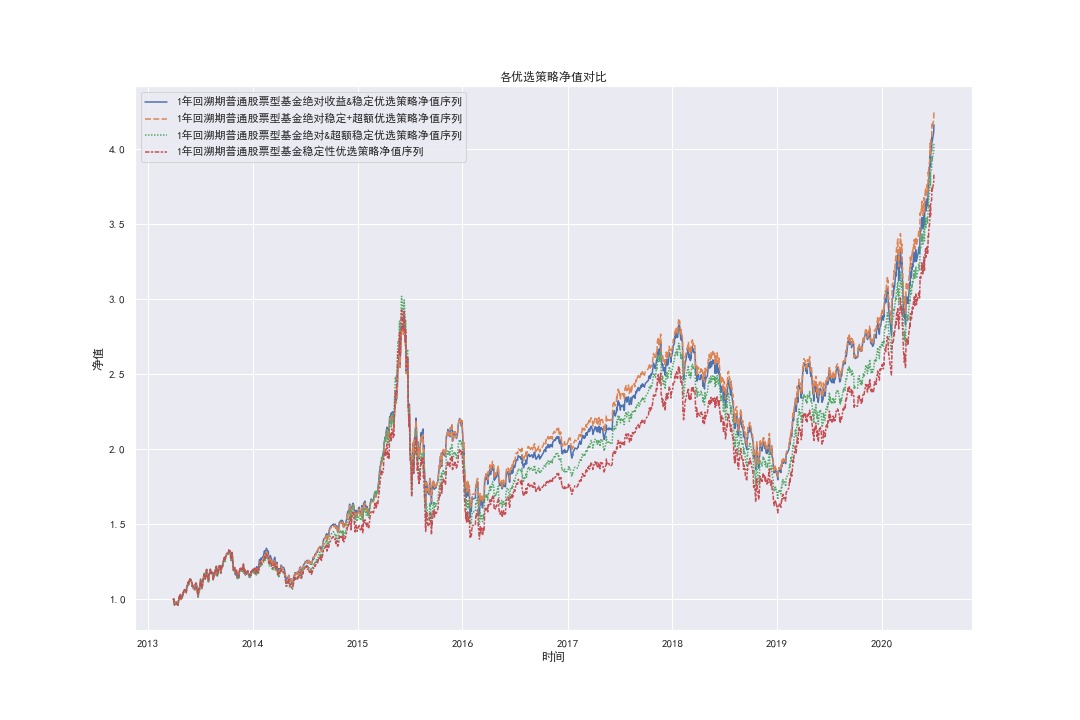 各优选策略净值对比
1年回溯期普通股票型基金绝对收益&稳定优选策略净值序列
1年回溯期普通股票型基金绝对稳定+超额优选策略净值序列
1年回溯期普通股票型基金绝对&超额稳定优选策略净值序列
1年回溯期普通股票型基金稳定性优选策略净值序列
4.0
3.5
3.0
2.5
2.0
1.5
1.0
净值
2013 2014 2015 2016 2017 2018 2019 2020
时间